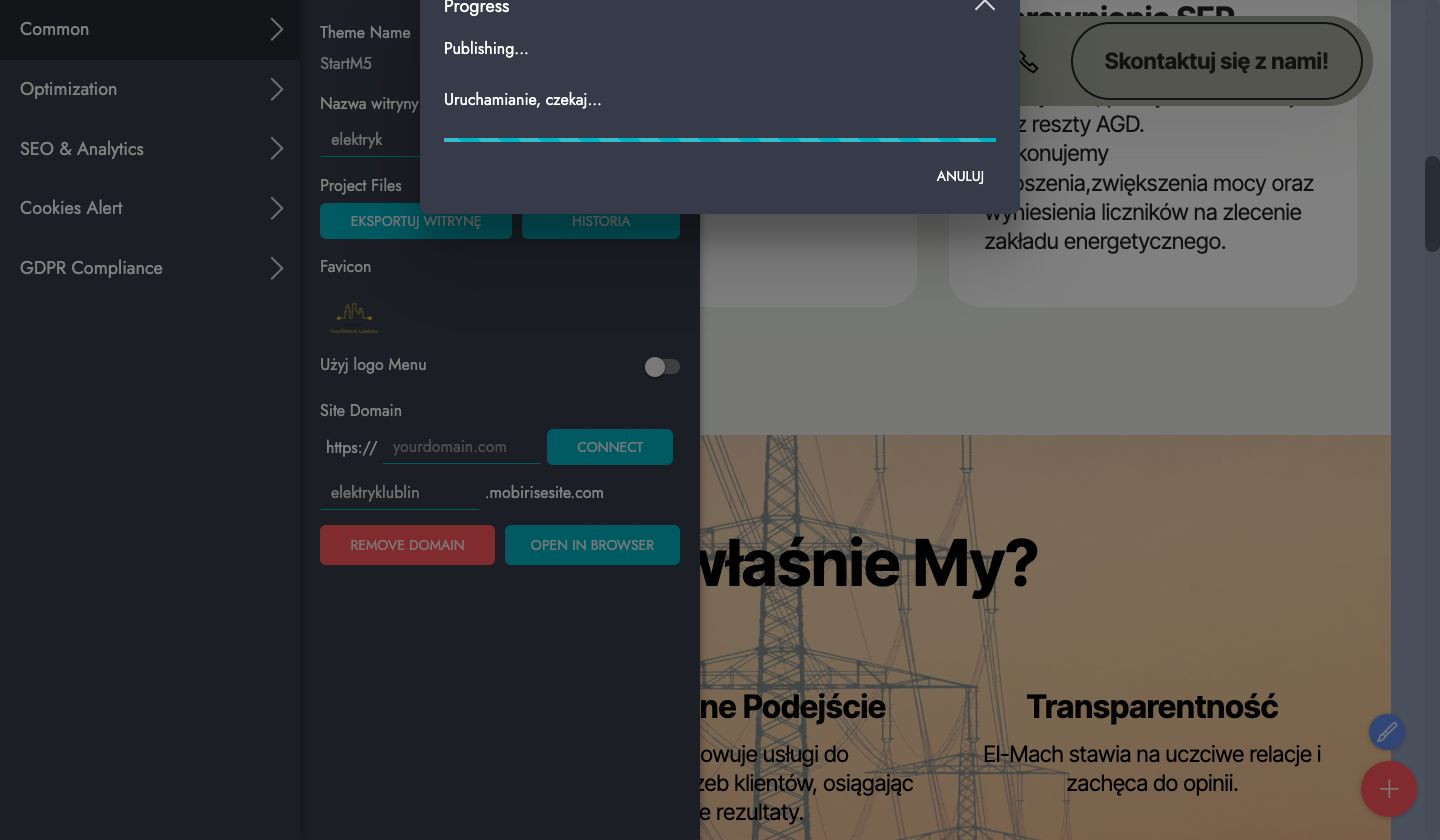 Common
Optimization
SEO & Analytics
Cookies Alert
GDPR Compliance
Theme Name
StartM5
Nazwa witryny
elektryk
Project Files
EKSPORTUJ WITRYNĘ
HISTORIA
Favicon
Użyj logo Menu
Site Domain
https://
yourdomain.com
CONNECT
elektryklublin
.mobirisesite.com
REMOVE DOMAIN
OPEN IN BROWSER
Progress
Publishing...
Uruchamianie, czekaj...
ANULUJ
SEP
Skontaktuj się z nami!
z reszty AGD.
konujemy
oszenia,zwiększenia mocy oraz
wyniesienia liczników na zlecenie
zakładu energetycznego.
właśnie My?
ne Podejście
owuje usługi do
zeb klientów, osiągając
e rezultaty.
Transparentność
El-Mach stawia na uczciwe relacje i
zachęca do opinii.